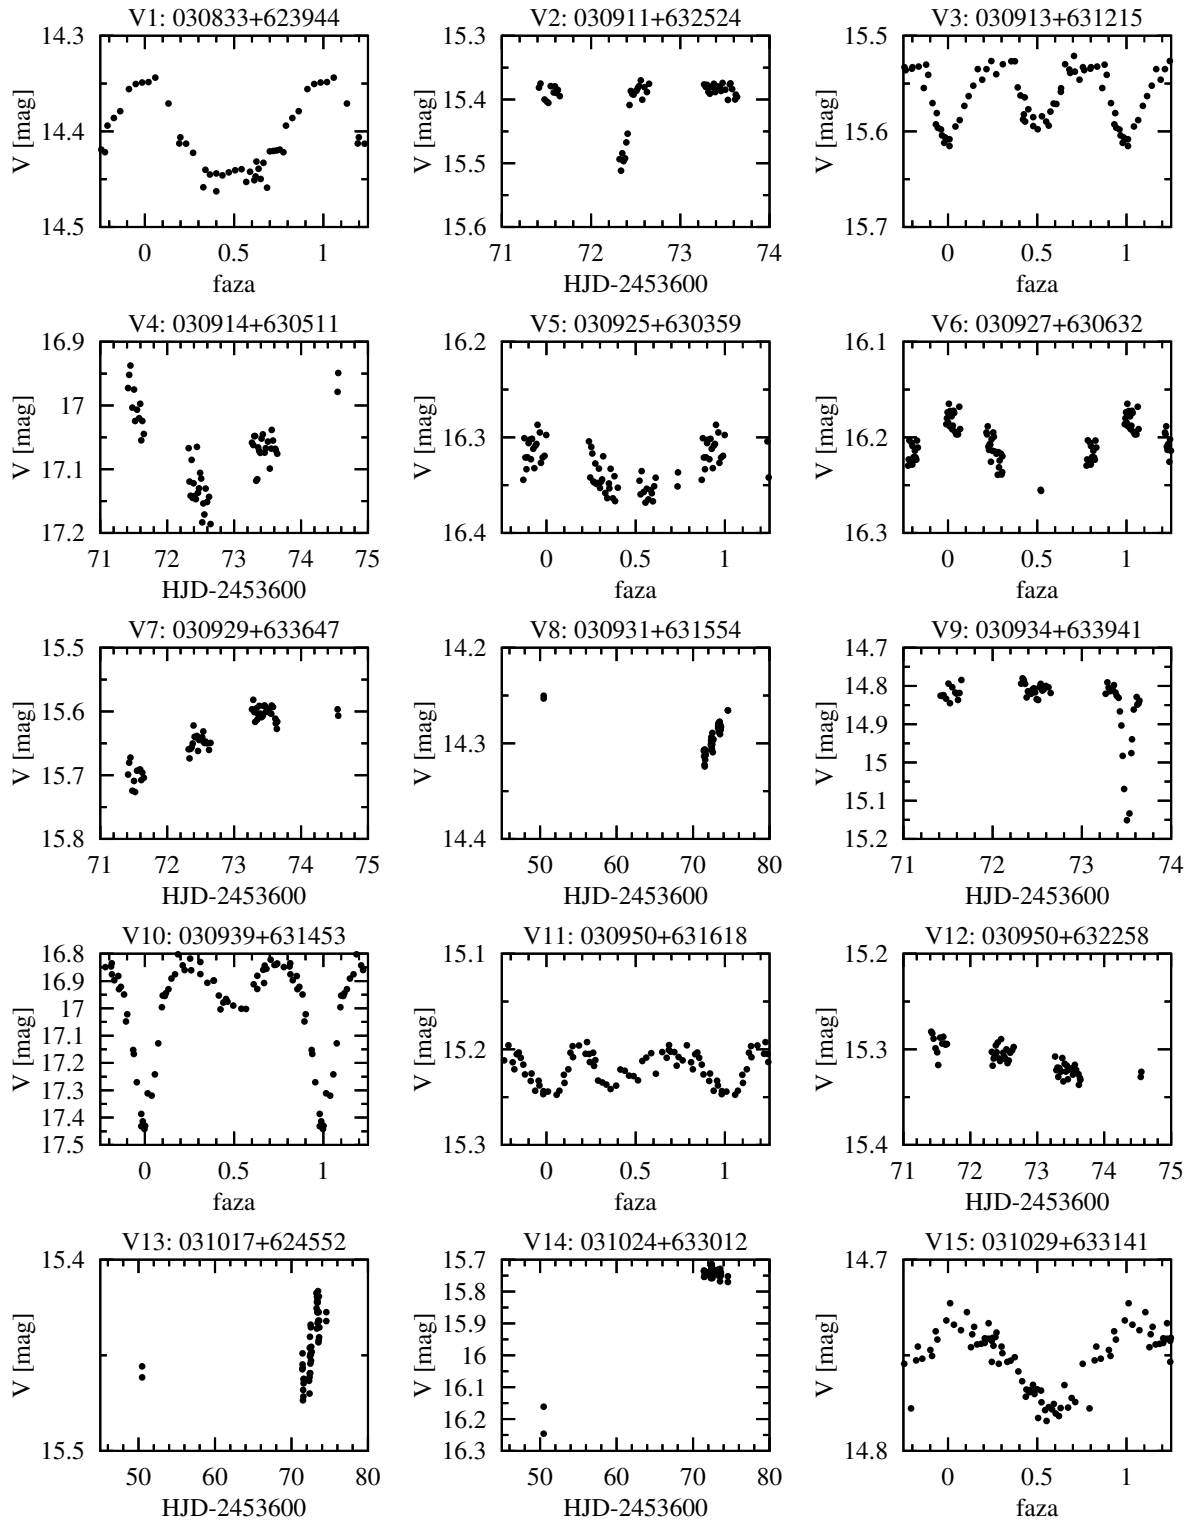 V1: 030833+623944
14.3
14.4
14.5
V [mag]
0 0.5 1
faza
V2: 030911+632524
15.3
15.4
15.5
15.6
V [mag]
71 72 73 74
HJD-2453600
V3: 030913+631215
15.5
15.6
15.7
V [mag]
0 0.5 1
faza
V4: 030914+630511
16.9
17
17.1
17.2
V [mag]
71 72 73 74 75
HJD-2453600
V5: 030925+630359
16.2
16.3
16.4
V [mag]
0 0.5 1
faza
V6: 030927+630632
16.1
16.2
16.3
V [mag]
0 0.5 1
faza
V7: 030929+633647
15.5
15.6
15.7
15.8
V [mag]
71 72 73 74 75
HJD-2453600
V8: 030931+631554
14.2
14.3
14.4
V [mag]
50 60 70 80
HJD-2453600
V9: 030934+633941
14.7
14.8
14.9
15
15.1
15.2
V [mag]
71 72 73 74
HJD-2453600
V10: 030939+631453
16.8
16.9
17
17.1
17.2
17.3
17.4
17.5
V [mag]
0 0.5 1
faza
V11: 030950+631618
15.1
15.2
15.3
V [mag]
0 0.5 1
faza
V12: 030950+632258
15.2
15.3
15.4
V [mag]
71 72 73 74 75
HJD-2453600
V13: 031017+624552
15.4
15.5
V [mag]
50 60 70 80
HJD-2453600
V14: 031024+633012
15.7
15.8
15.9
16
16.1
16.2
16.3
V [mag]
50 60 70 80
HJD-2453600
V15: 031029+633141
14.7
14.8
V [mag]
0 0.5 1
faza